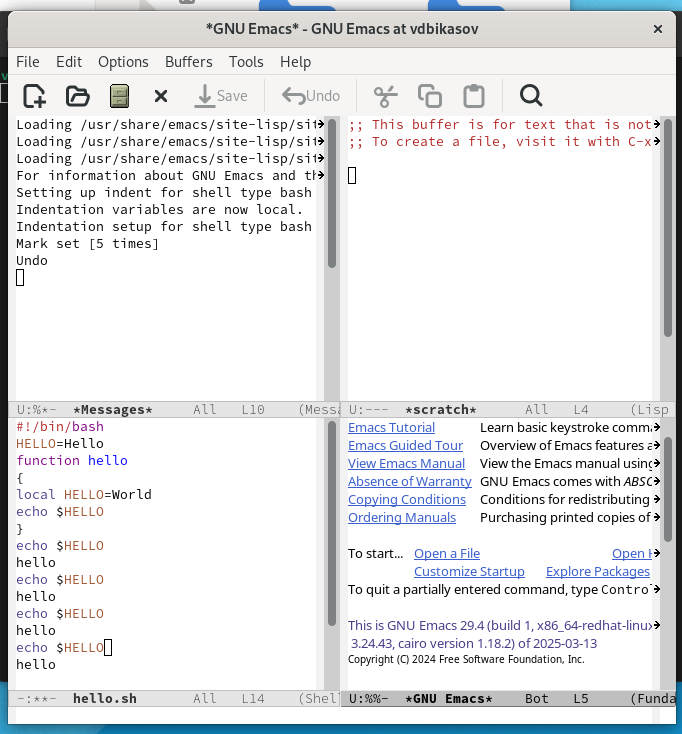 *GNU Emacs* - GNU Emacs at vdbikasov
File Edit Options Buffers Tools Help
Save Undo
Loading /usr/share/emacs/site-lisp/sit
Loading /usr/share/emacs/site-lisp/sit
Loading /usr/share/emacs/site-lisp/sit
For information about GNU Emacs and th
Setting up indent for shell type bash
Indentation variables are now local.
Indentation setup for shell type bash
Mark set [5 times]
Undo
U:%*- *Messages* All L10 (Messa
;; This buffer is for text that is not
;; To create a file, visit it with C-x
U:--- *scratch* All L4 (Lisp
#!/bin/bash
HELLO=Hello
function hello
{
local HELLO=World
echo $HELLO
}
echo $HELLO
hello
echo $HELLO
hello
echo $HELLO
hello
echo $HELLO
hello
-:**- hello.sh All L14 (Shel
Emacs Tutorial Learn basic keystroke comm
Emacs Guided Tour Overview of Emacs features a
View Emacs Manual View the Emacs manual using
Absence of Warranty GNU Emacs comes with ABSO
Copying Conditions Conditions for redistributing
Ordering Manuals Purchasing printed copies of
To start... Open a File Open H
Customize Startup Explore Packages
To quit a partially entered command, type Contro
This is GNU Emacs 29.4 (build 1, x86_64-redhat-linux
3.24.43, cairo version 1.18.2) of 2025-03-13
Copyright (C) 2024 Free Software Foundation, Inc.
U:%%- *GNU Emacs* Bot L5 (Funda